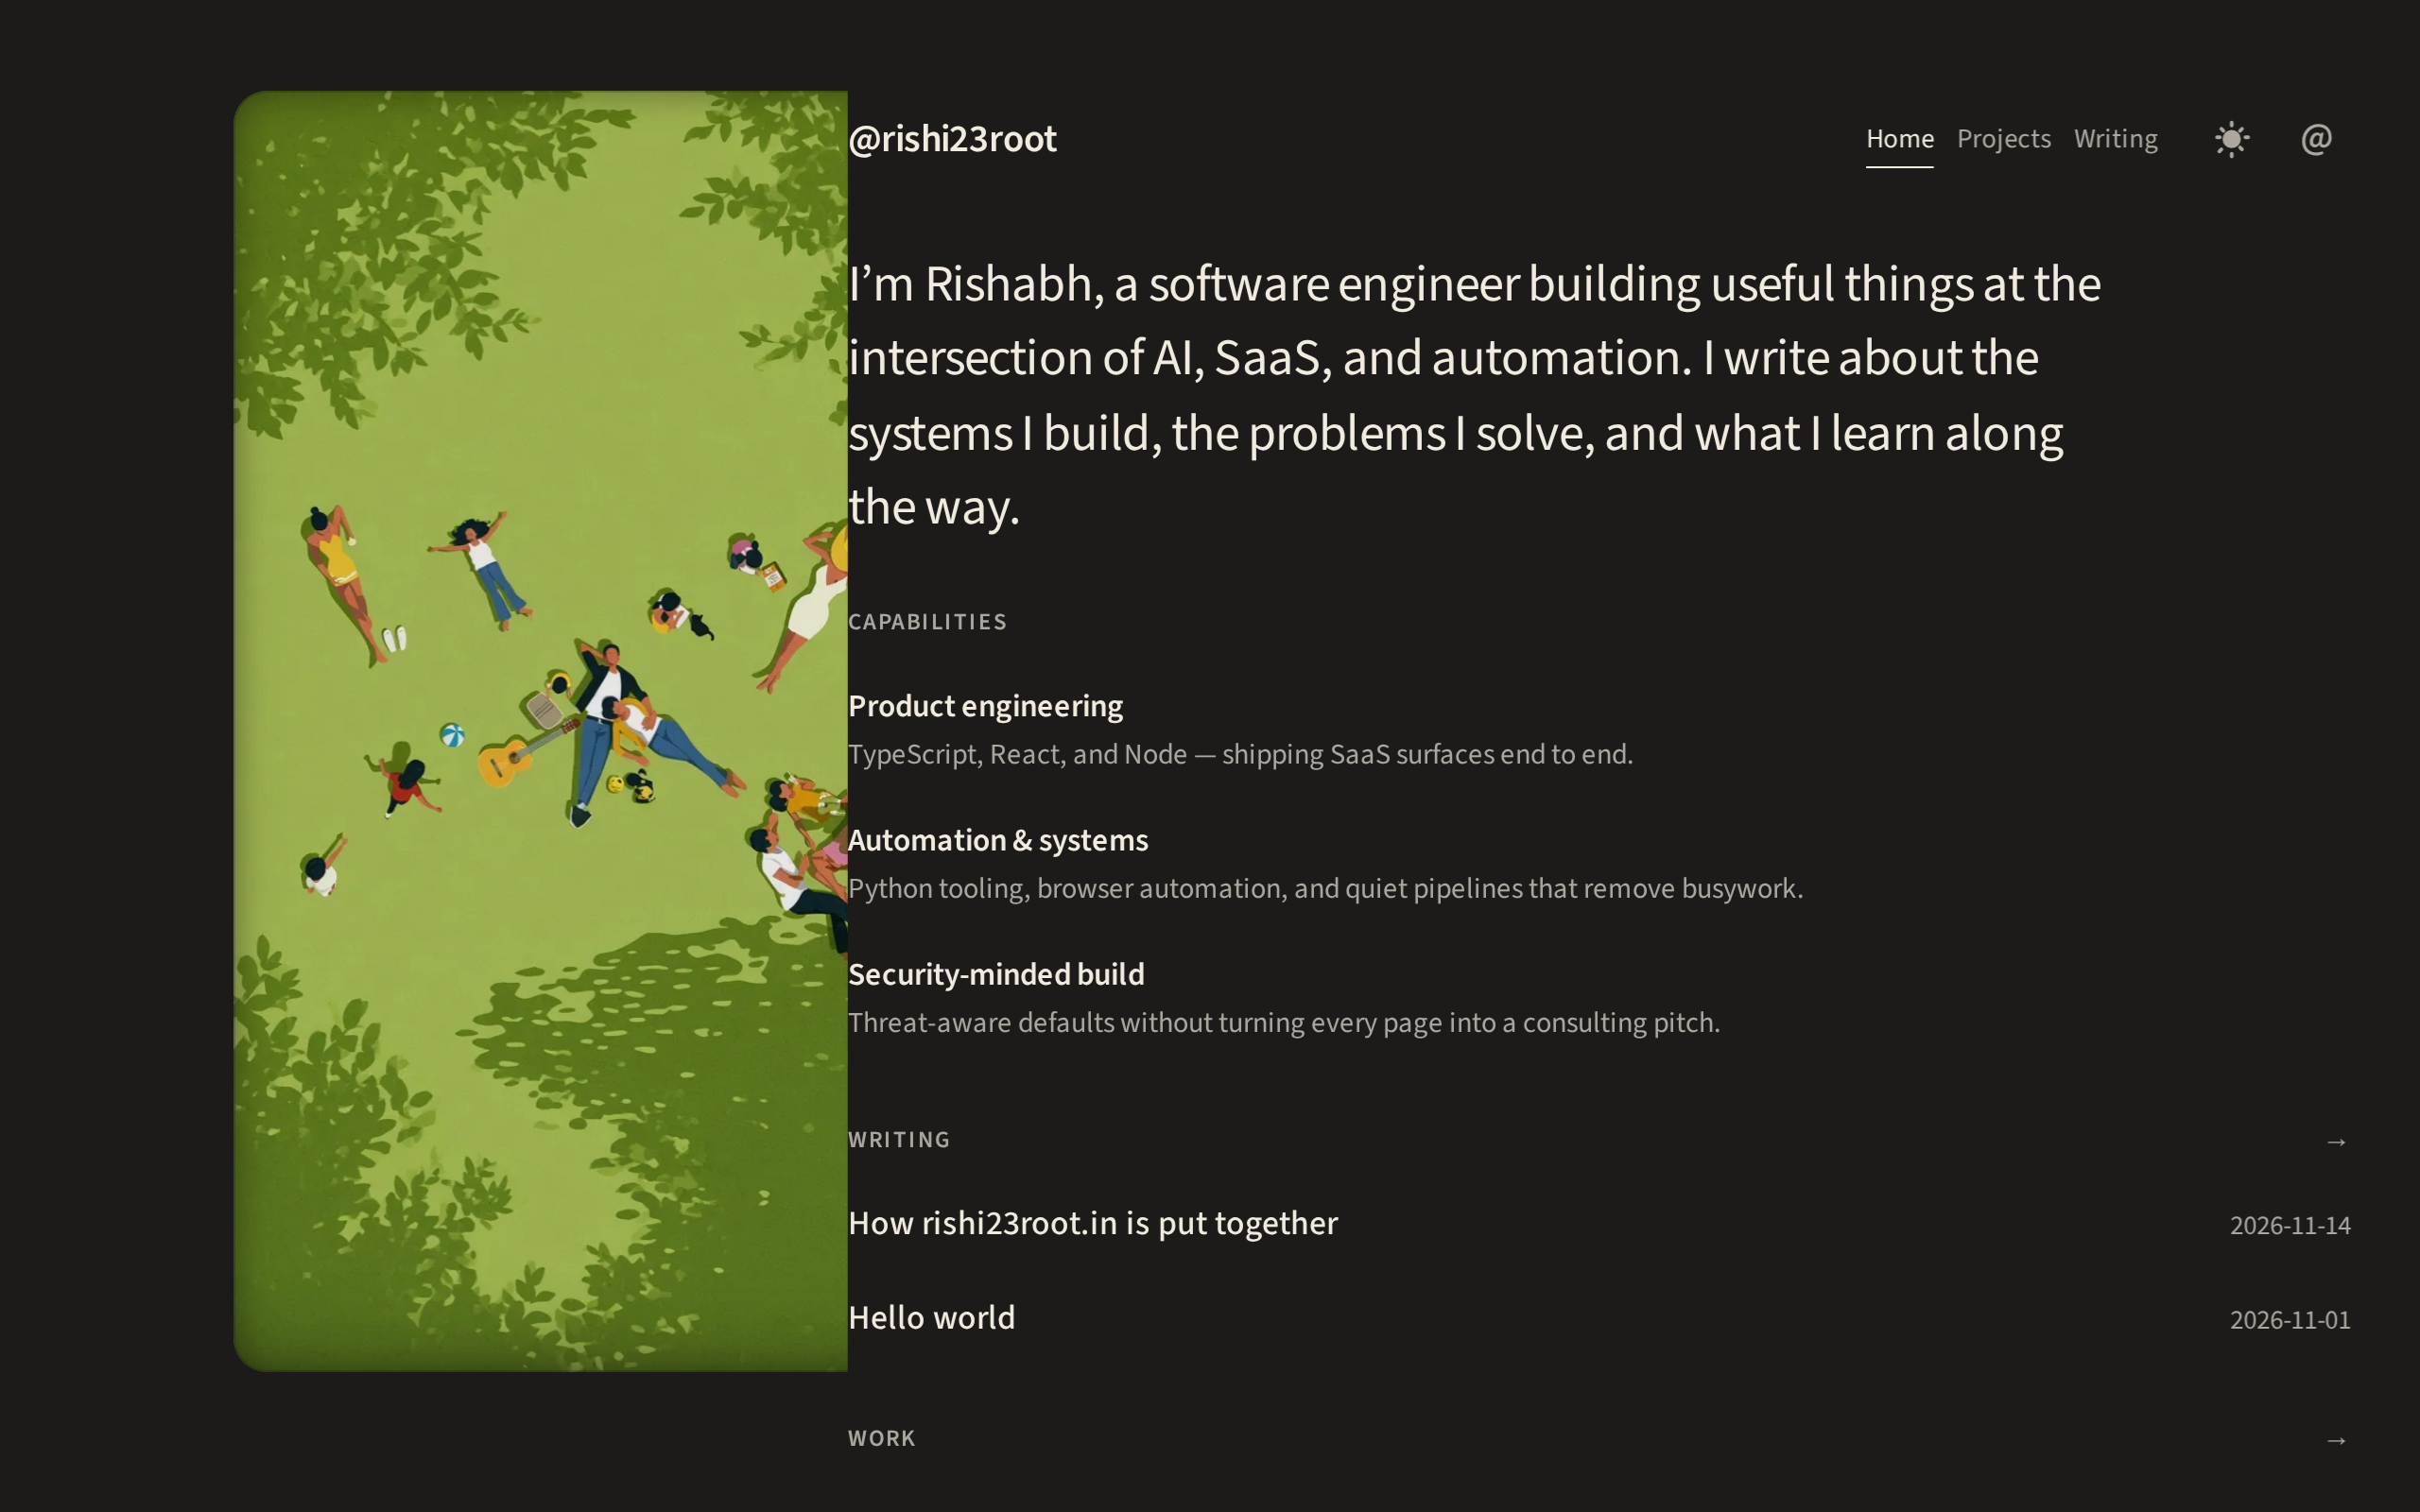 @rishi23root
Home Projects Writing @
I’m Rishabh, a software engineer building useful things at the
intersection of AI, SaaS, and automation. I write about the
systems I build, the problems I solve, and what I learn along
the way.
CAPABILITIES
Product engineering
TypeScript, React, and Node — shipping SaaS surfaces end to end.
Automation & systems
Python tooling, browser automation, and quiet pipelines that remove busywork.
Security-minded build
Threat-aware defaults without turning every page into a consulting pitch.
WRITING →
How rishi23root.in is put together 2026-11-14
Hello world 2026-11-01
WORK →